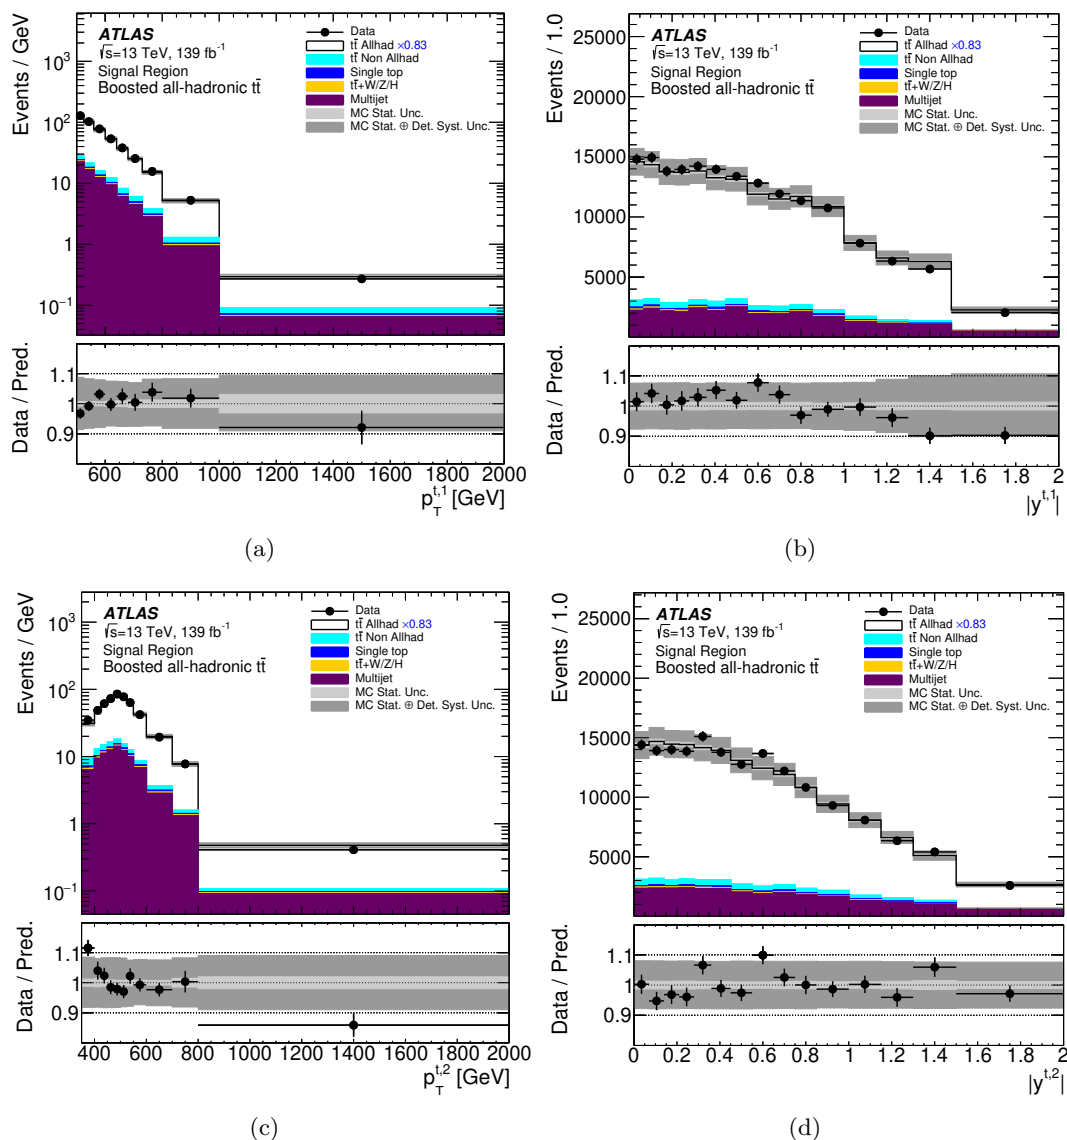 Events / GeV
10³
10²
10
1
10⁻¹
ATLAS
√s=13 TeV, 139 fb⁻¹
Signal Region
Boosted all-hadronic tt̄
Data
tt̄ Allhad ×0.83
tt̄ Non Allhad
Single top
tt̄+W/Z/H
Multijet
MC Stat. Unc.
MC Stat. ⊕ Det. Syst. Unc.
Data / Pred.
1.1
1
0.9
600 800 1000 1200 1400 1600 1800 2000
p_T^{t,1} [GeV]
(a)
Events / 1.0
25000
20000
15000
10000
5000
ATLAS
√s=13 TeV, 139 fb⁻¹
Signal Region
Boosted all-hadronic tt̄
Data
tt̄ Allhad ×0.83
tt̄ Non Allhad
Single top
tt̄+W/Z/H
Multijet
MC Stat. Unc.
MC Stat. ⊕ Det. Syst. Unc.
Data / Pred.
1.1
1
0.9
0 0.2 0.4 0.6 0.8 1 1.2 1.4 1.6 1.8 2
|y^{t,1}|
(b)
Events / GeV
10³
10²
10
1
10⁻¹
ATLAS
√s=13 TeV, 139 fb⁻¹
Signal Region
Boosted all-hadronic tt̄
Data
tt̄ Allhad ×0.83
tt̄ Non Allhad
Single top
tt̄+W/Z/H
Multijet
MC Stat. Unc.
MC Stat. ⊕ Det. Syst. Unc.
Data / Pred.
1.1
1
0.9
400 600 800 1000 1200 1400 1600 1800 2000
p_T^{t,2} [GeV]
(c)
Events / 1.0
25000
20000
15000
10000
5000
ATLAS
√s=13 TeV, 139 fb⁻¹
Signal Region
Boosted all-hadronic tt̄
Data
tt̄ Allhad ×0.83
tt̄ Non Allhad
Single top
tt̄+W/Z/H
Multijet
MC Stat. Unc.
MC Stat. ⊕ Det. Syst. Unc.
Data / Pred.
1.1
1
0.9
0 0.2 0.4 0.6 0.8 1 1.2 1.4 1.6 1.8 2
|y^{t,2}|
(d)